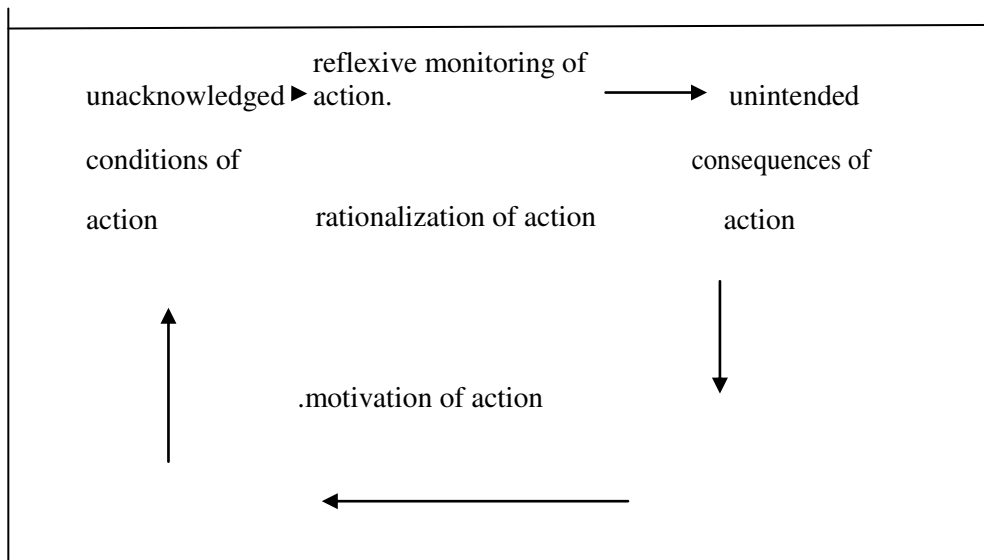 reflexive monitoring of
unacknowledged action. unintended
conditions of consequences of
action rationalization of action action
.motivation of action